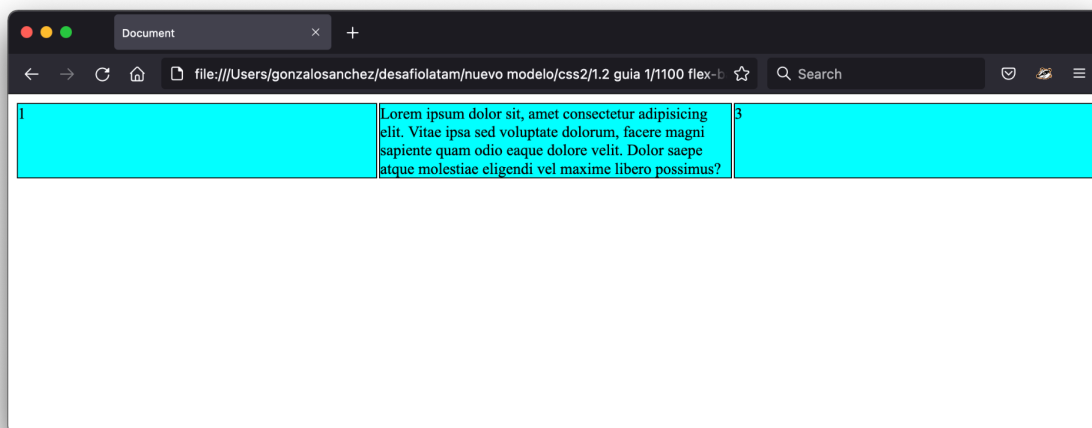 Document
file:///Users/gonzalosanchez/desafiolatam/nuevo modelo/css2/1.2 guia 1/1100 flex-b
Search
1
Lorem ipsum dolor sit, amet consectetur adipisicing
elit. Vitae ipsa sed voluptate dolorum, facere magni
sapiente quam odio eaque dolore velit. Dolor saepe
atque molestiae eligendi vel maxime libero possimus?
3